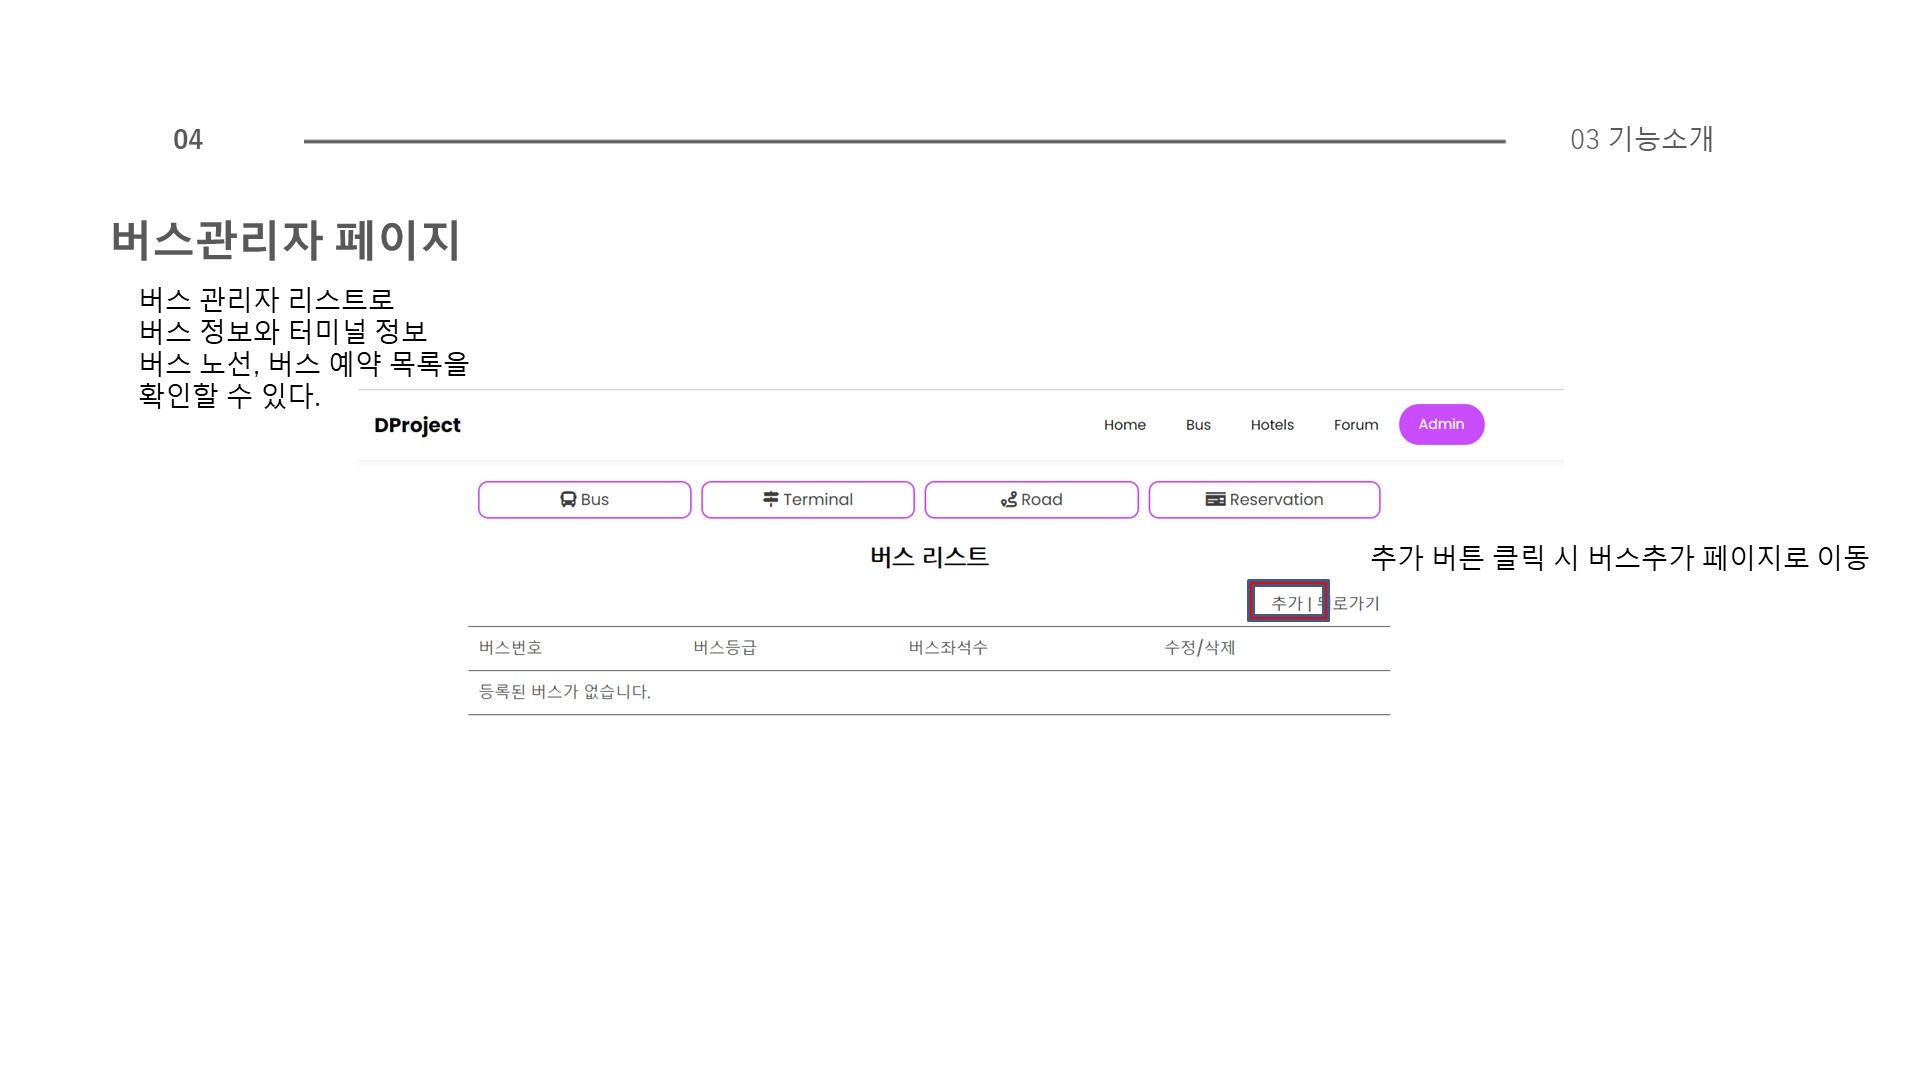 04
03 기능소개
버스관리자 페이지
버스 관리자 리스트로
버스 정보와 터미널 정보
버스 노선, 버스 예약 목록을
확인할 수 있다.
DProject
Home
Bus
Hotels
Forum
Admin
Bus
Terminal
Road
Reservation
버스 리스트
추가 버튼 클릭 시 버스추가 페이지로 이동
추가 | 뒤로가기
버스번호
버스등급
버스좌석수
수정/삭제
등록된 버스가 없습니다.